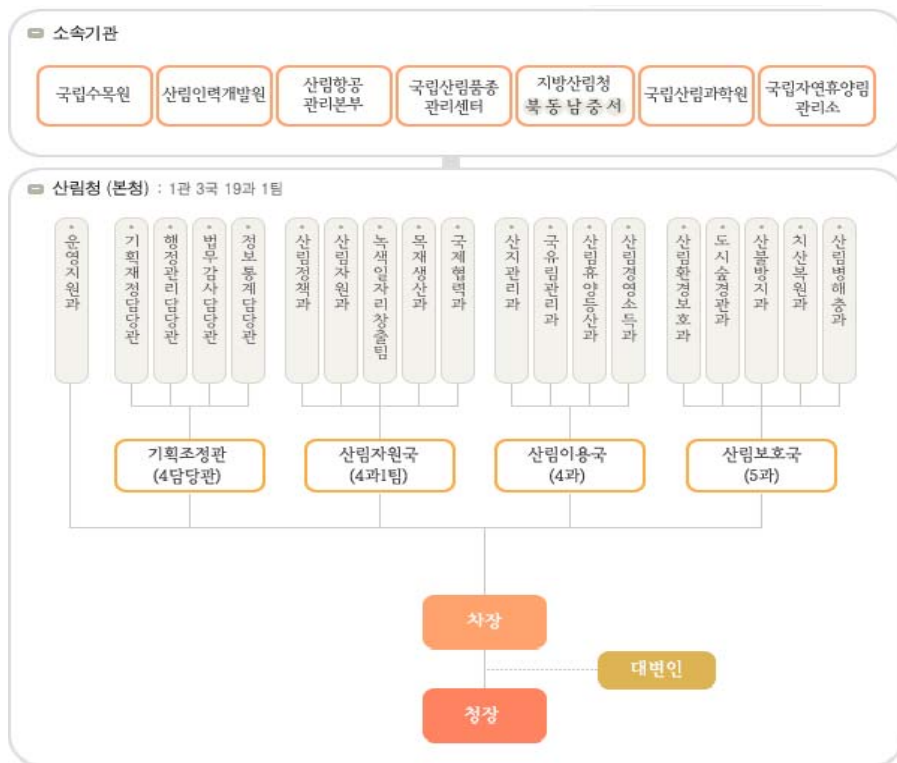 소속기관
국립수목원
산림인력개발원
산림항공
관리본부
국립산림품종
관리센터
지방산림청
북동남중서
국립산림과학원
국립자연휴양림
관리소
산림청 (본청) : 1관 3국 19과 1팀
운영지원과
기획재정담당관
행정관리담당관
법무감사담당관
정보통계담당관
산림정책과
산림자원과
녹색일자리창출팀
목재생산과
국제협력과
산지관리과
국유림관리과
산림휴양등산과
산림경영소득과
산림환경보호과
도시숲경관과
산불방지과
치산복원과
산림병해충과
기획조정관
(4담당관)
산림자원국
(4과1팀)
산림이용국
(4과)
산림보호국
(5과)
차장
대변인
청장